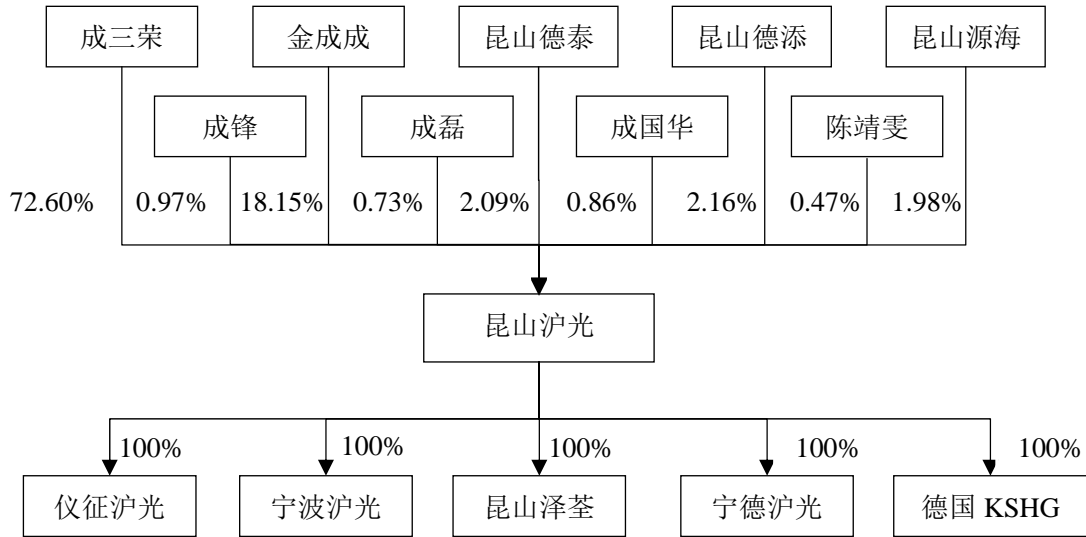 成三荣 金成成 昆山德泰 昆山德添 昆山源海
成锋 成磊 成国华 陈靖雯
72.60% 0.97% 18.15% 0.73% 2.09% 0.86% 2.16% 0.47% 1.98%
昆山沪光
100% 100% 100% 100% 100%
仪征沪光 宁波沪光 昆山泽荃 宁德沪光 德国 KSHG